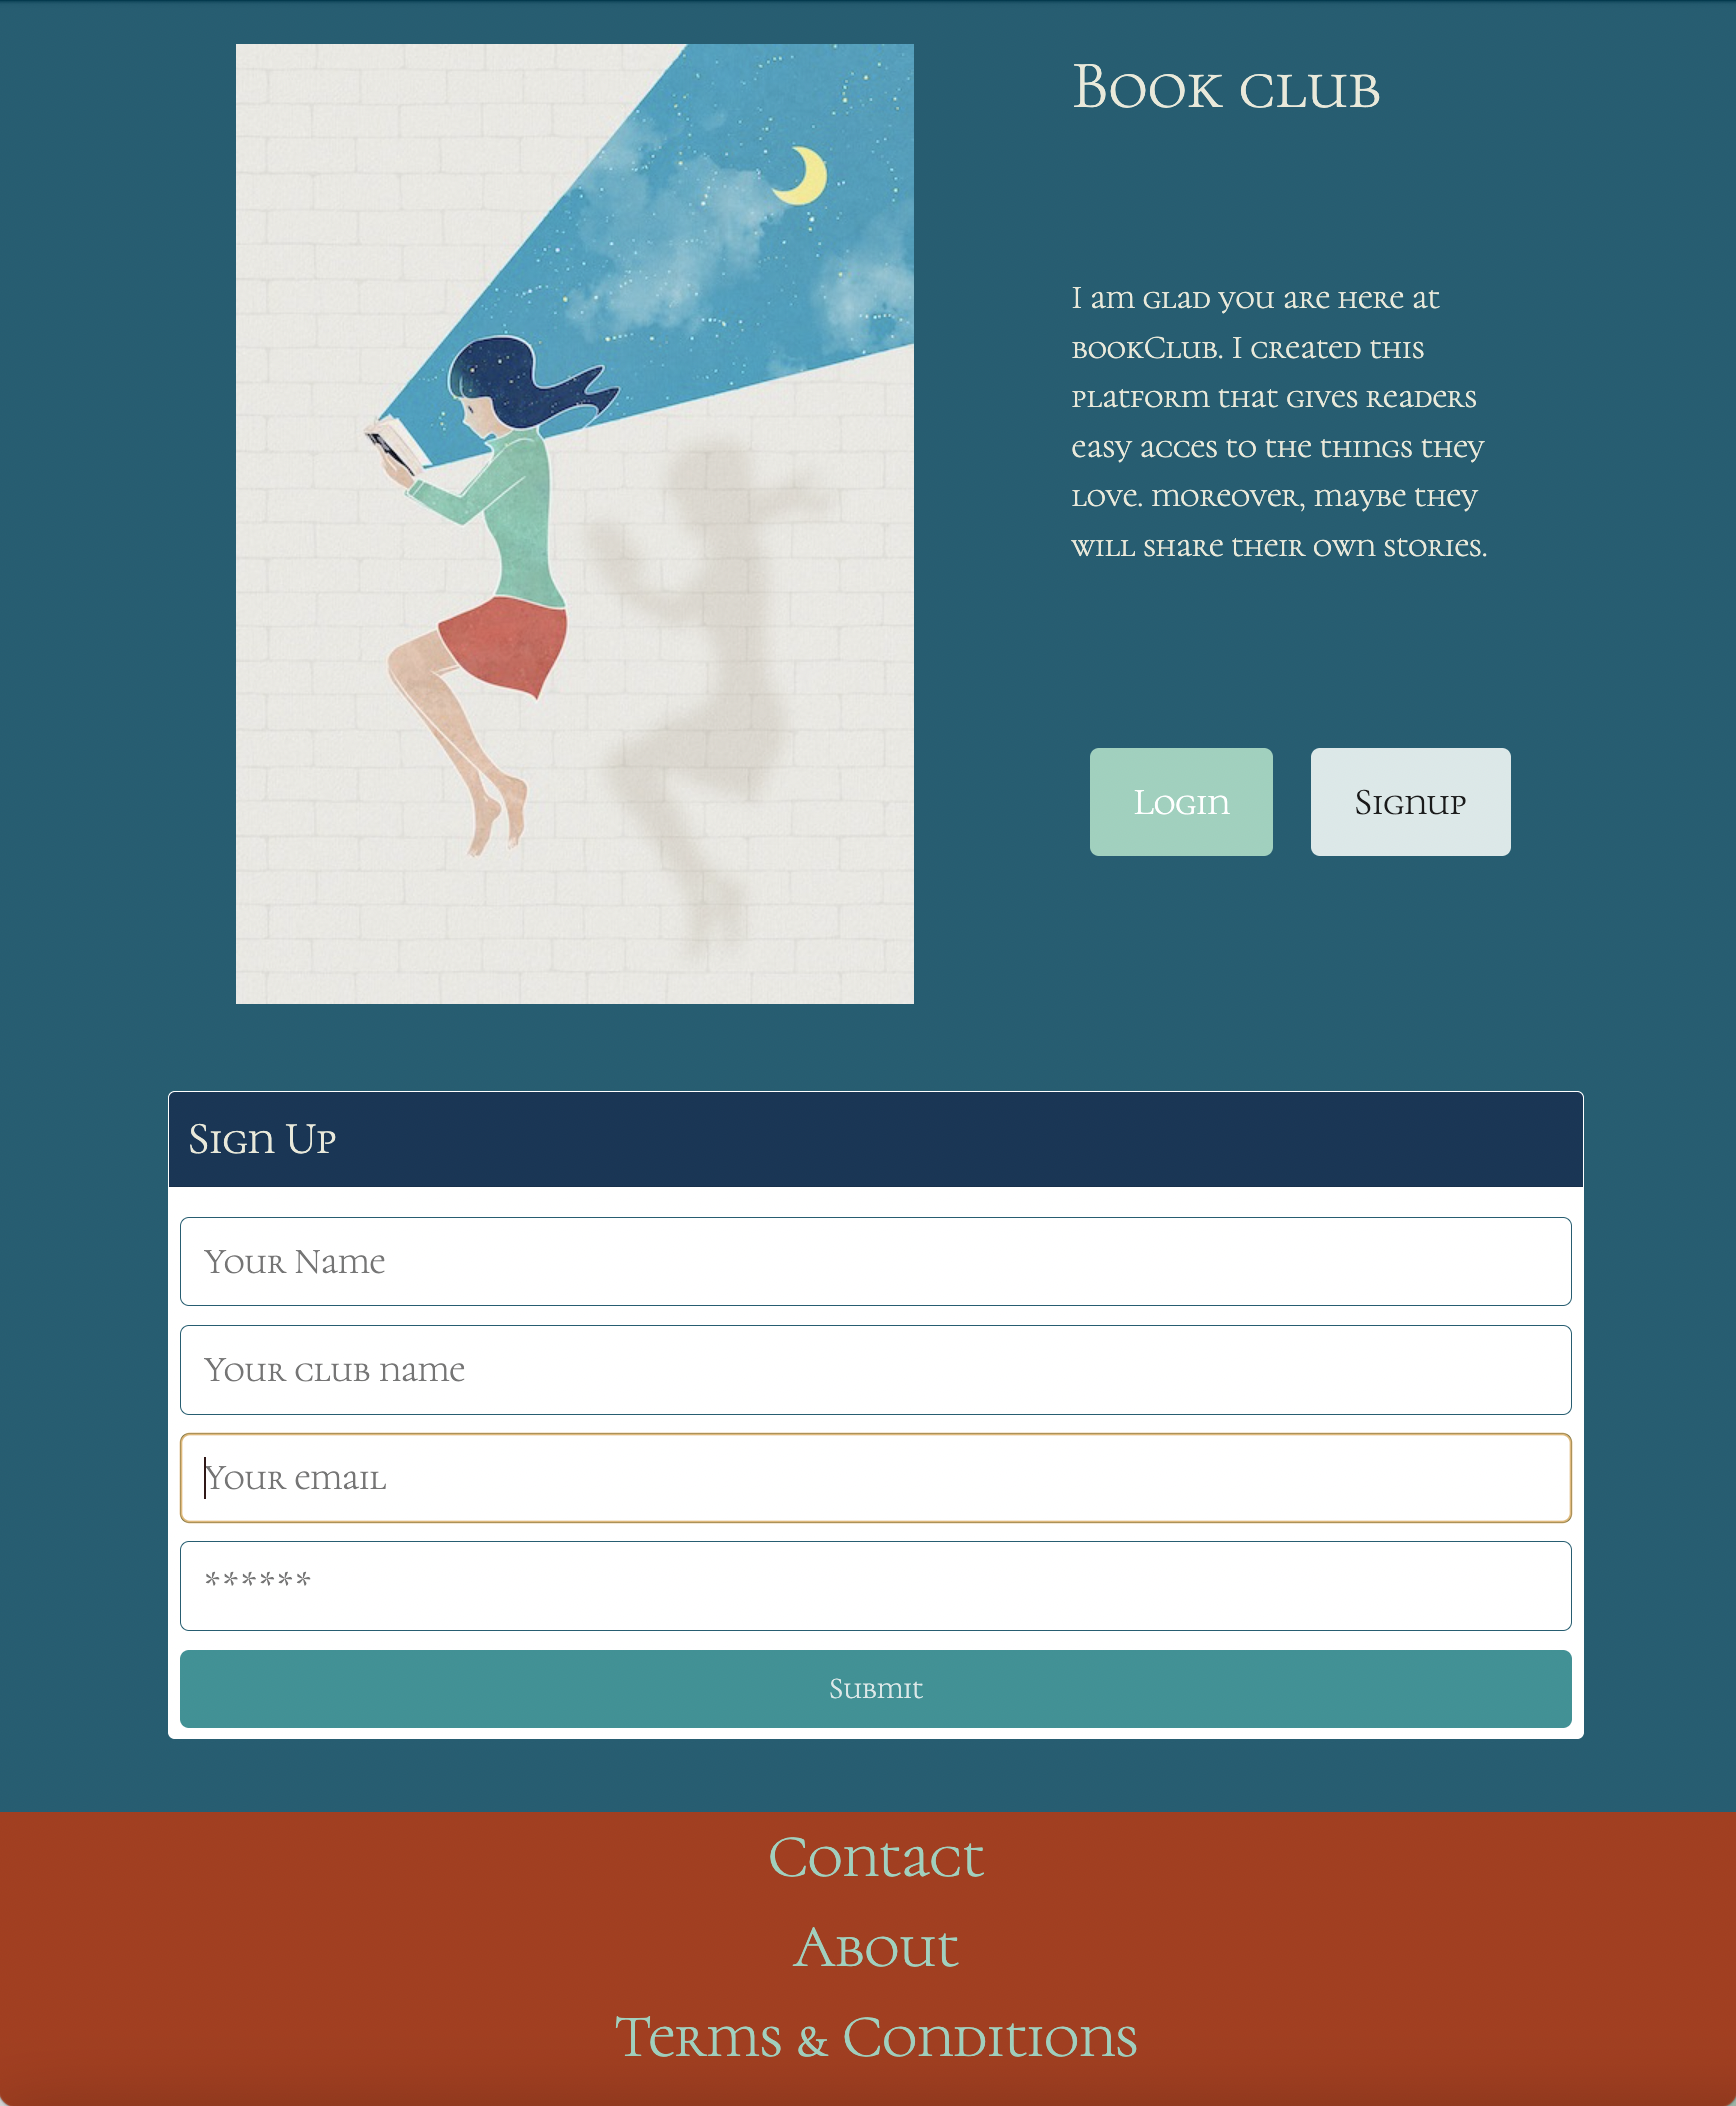 Book club
I am glad you are here at
bookClub. I created this
platform that gives readers
easy acces to the things they
love. moreover, maybe they
will share their own stories.
Login
Signup
Sign Up
Your Name
Your club name
Your email
******
Submit
Contact
About
Terms & Conditions